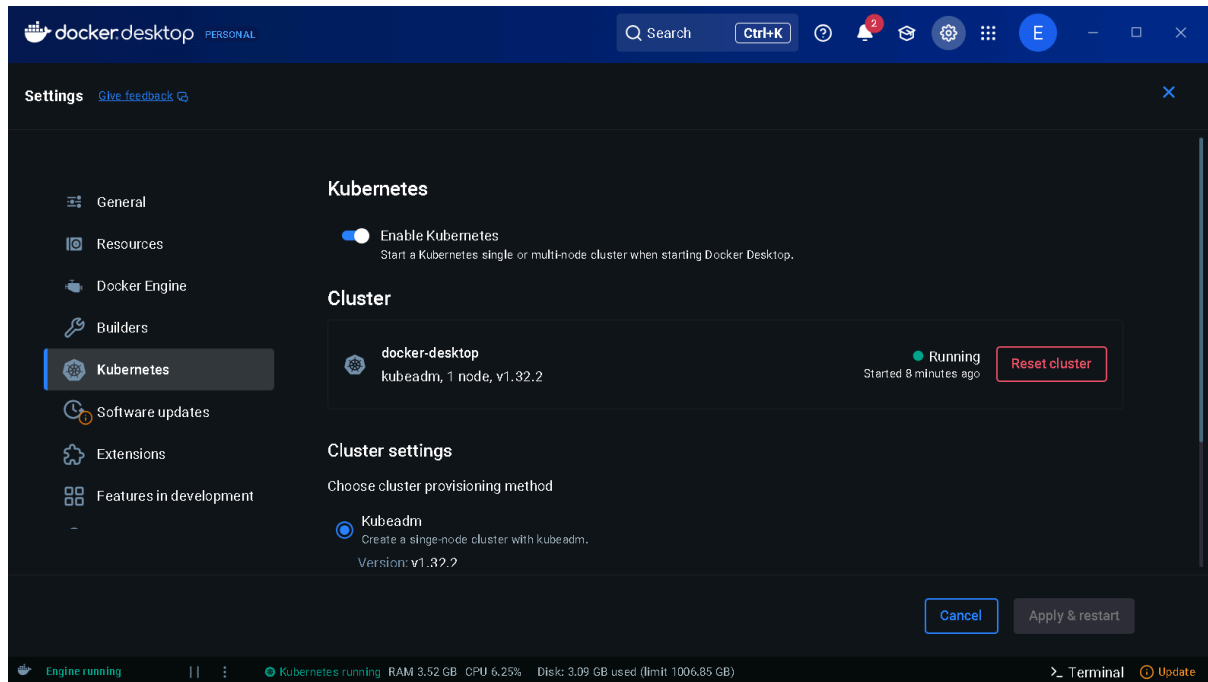 docker.desktop PERSONAL
Search Ctrl+K
2
E
Settings Give feedback
General
Resources
Docker Engine
Builders
Kubernetes
Software updates
Extensions
Features in development
Kubernetes
Enable Kubernetes
Start a Kubernetes single or multi-node cluster when starting Docker Desktop.
Cluster
docker-desktop
kubeadm, 1 node, v1.32.2
Running
Started 8 minutes ago
Reset cluster
Cluster settings
Choose cluster provisioning method
Kubeadm
Create a singe-node cluster with kubeadm.
Version: v1.32.2
Cancel Apply & restart
Engine running Kubernetes running RAM 3.52 GB CPU 6.25% Disk: 3.09 GB used (limit 1006.85 GB) Terminal Update